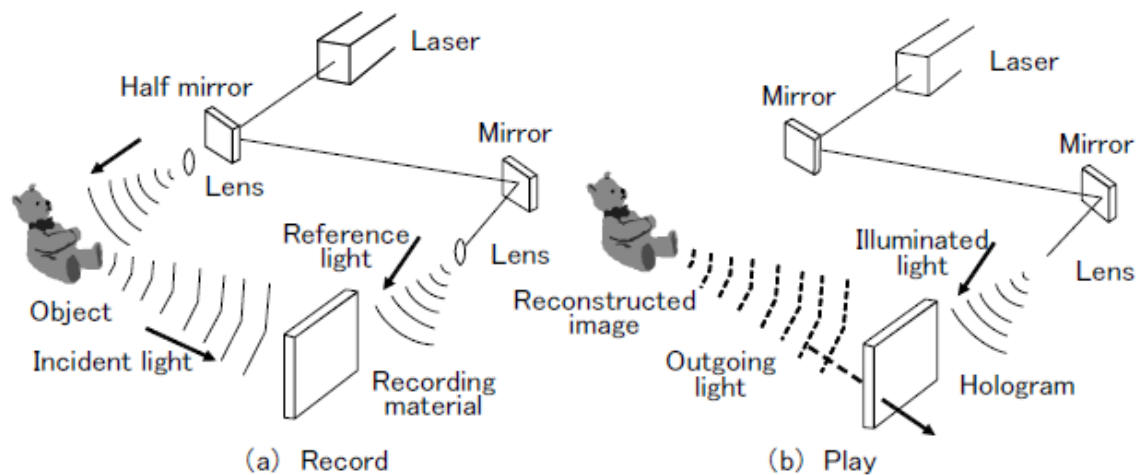 Laser
Half mirror
Mirror
Lens
Reference
light
Lens
Object
Incident light
Recording
material
(a) Record
Laser
Mirror
Mirror
Illuminated
light
Lens
Reconstructed
image
Outgoing
light
Hologram
(b) Play